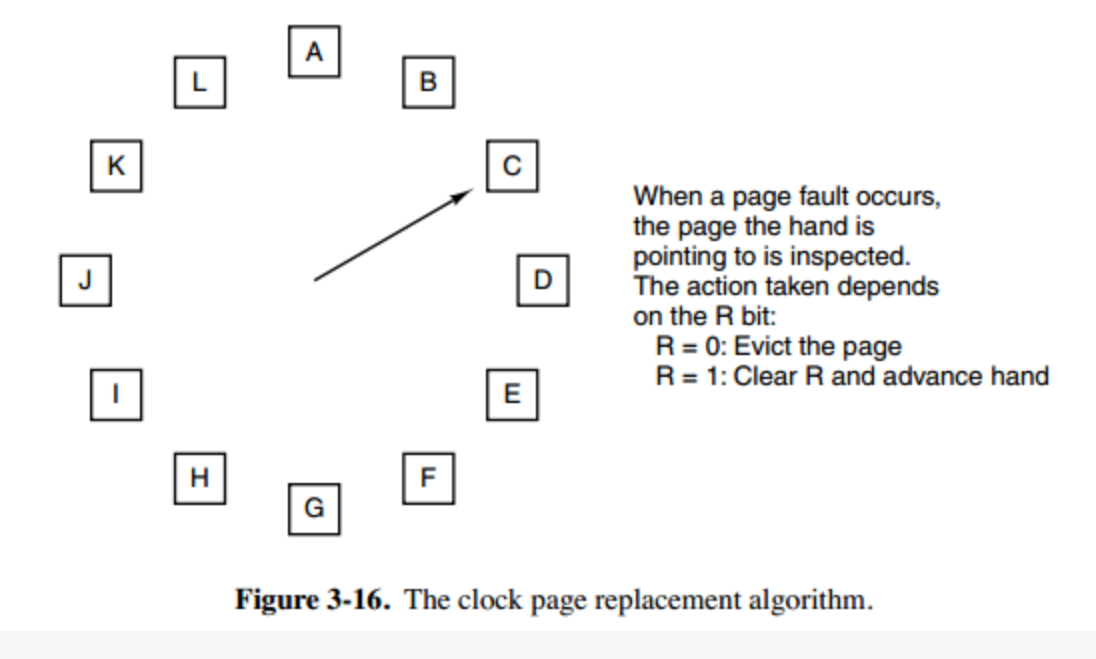 A
L
B
K
C
J
D
I
E
H
F
G
When a page fault occurs,
the page the hand is
pointing to is inspected.
The action taken depends
on the R bit:
R = 0: Evict the page
R = 1: Clear R and advance hand
Figure 3-16. The clock page replacement algorithm.